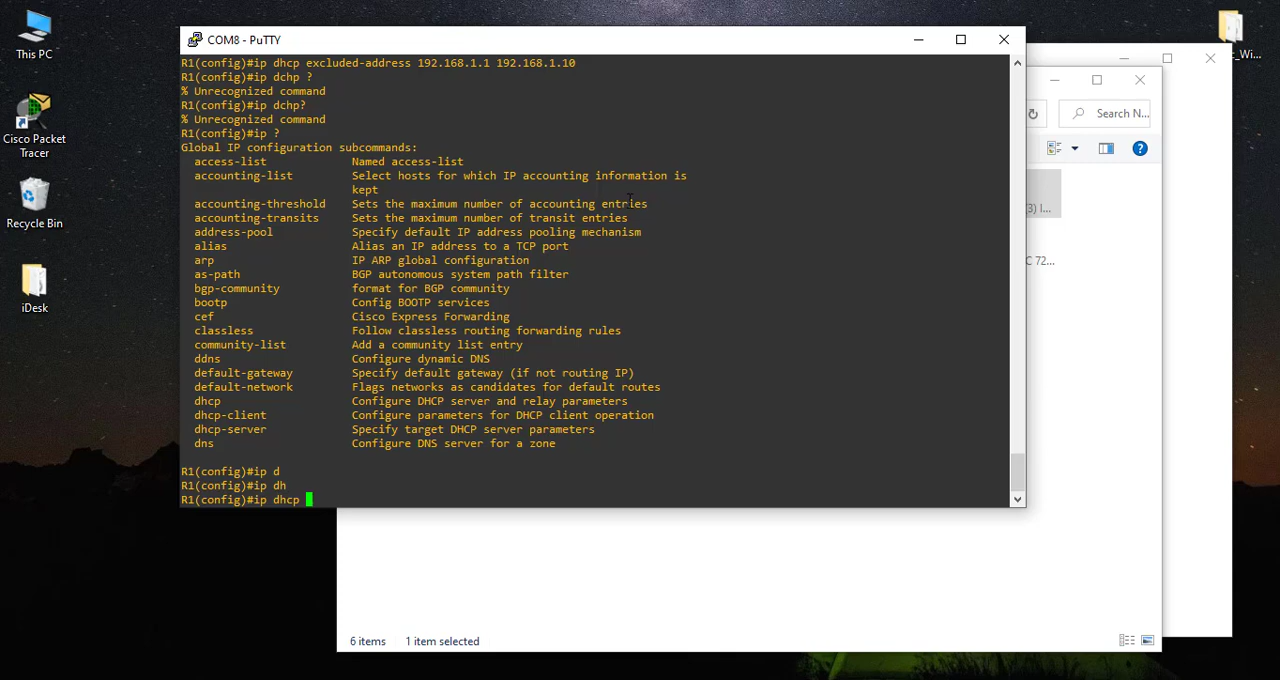 This PC
Cisco Packet
Tracer
Recycle Bin
iDesk
COM8 - PuTTY
R1(config)#ip dhcp excluded-address 192.168.1.1 192.168.1.10
R1(config)#ip dchp ?
% Unrecognized command
R1(config)#ip dchp?
% Unrecognized command
R1(config)#ip ?
Global IP configuration subcommands:
access-list Named access-list
accounting-list Select hosts for which IP accounting information is
kept
accounting-threshold Sets the maximum number of accounting entries
accounting-transits Sets the maximum number of transit entries
address-pool Specify default IP address pooling mechanism
alias Alias an IP address to a TCP port
arp IP ARP global configuration
as-path BGP autonomous system path filter
bgp-community format for BGP community
bootp Config BOOTP services
cef Cisco Express Forwarding
classless Follow classless routing forwarding rules
community-list Add a community list entry
ddns Configure dynamic DNS
default-gateway Specify default gateway (if not routing IP)
default-network Flags networks as candidates for default routes
dhcp Configure DHCP server and relay parameters
dhcp-client Configure parameters for DHCP client operation
dhcp-server Specify target DHCP server parameters
dns Configure DNS server for a zone
R1(config)#ip d
R1(config)#ip dh
R1(config)#ip dhcp
Search N...
(3) I...
C 72...
6 items 1 item selected
c_Wi...